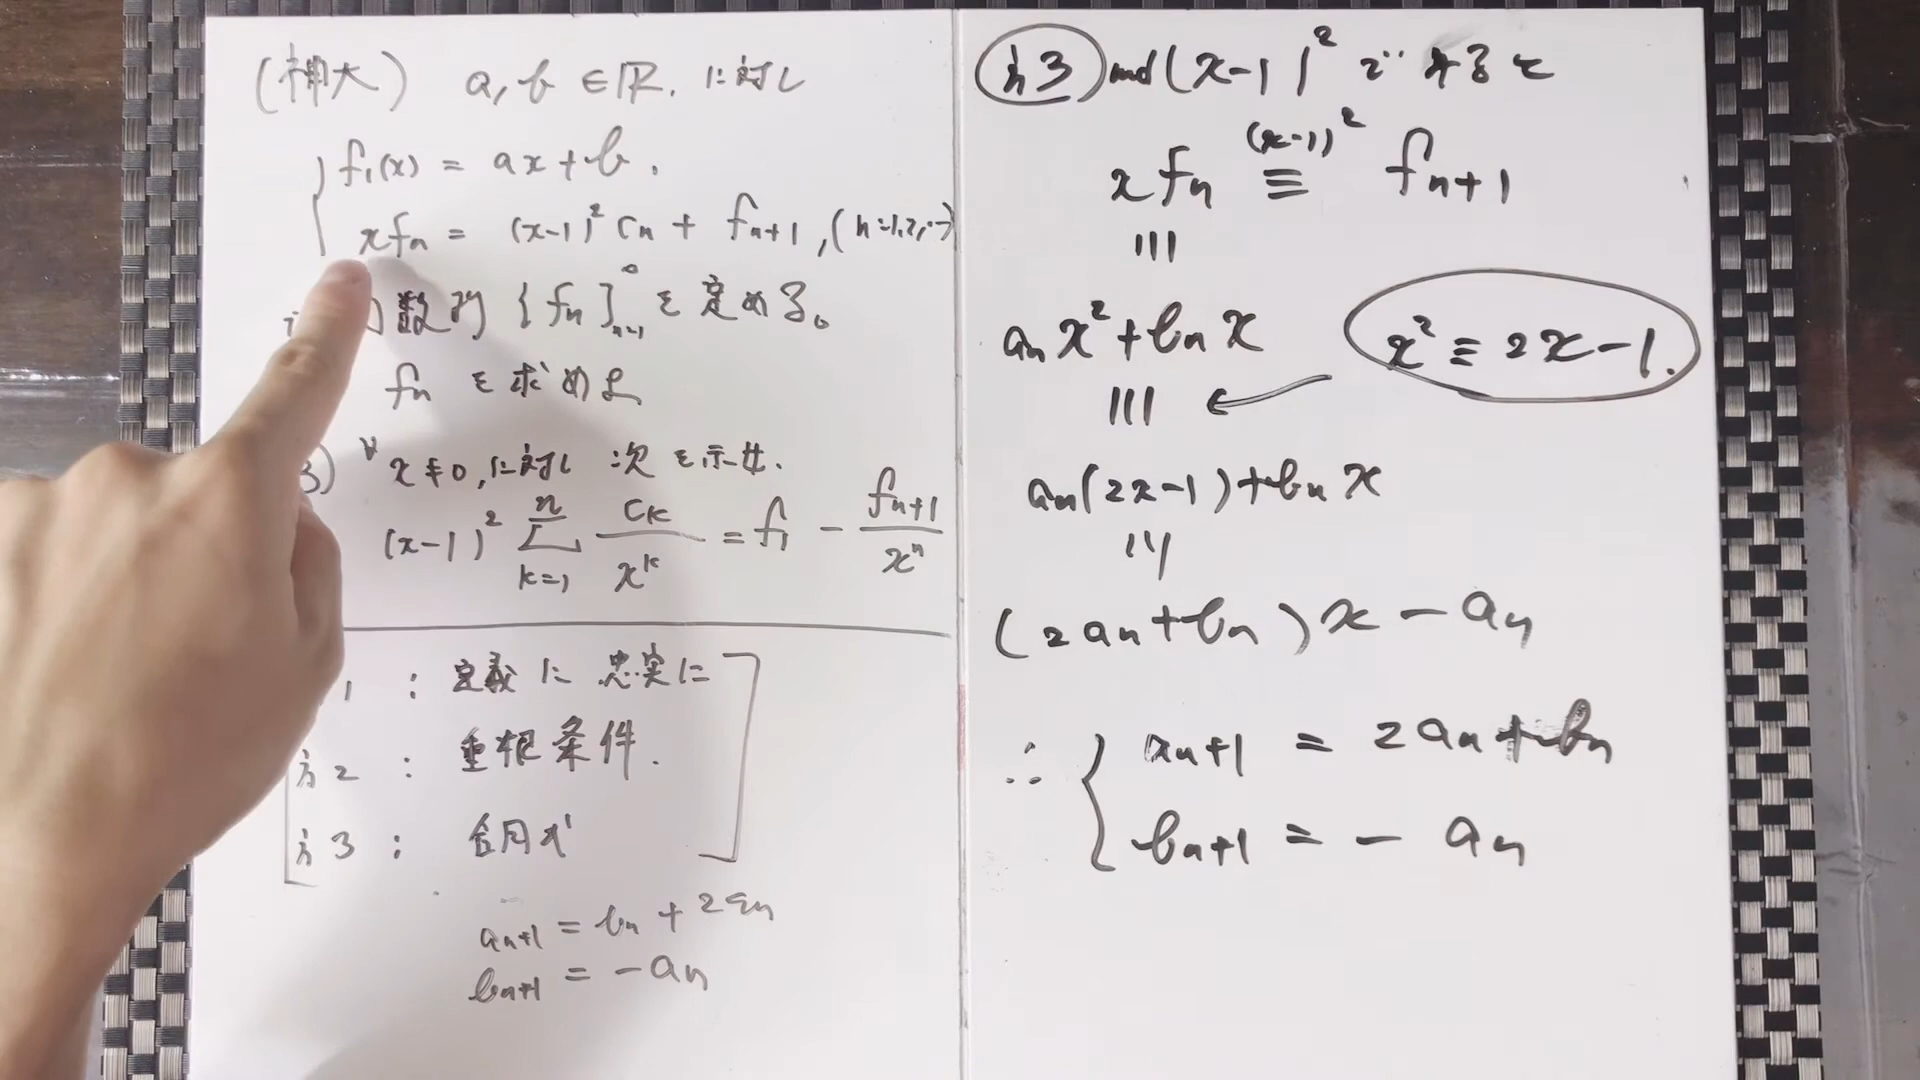 (神大) a, b ∈ ℝ, に対し
{ f₁(x) = ax + b.
xfₙ = (x-1)² Cₙ + fₙ₊₁, (n=1,2,…)
数列 {fₙ}ₙ₌₁^∞ を定める。
fₙ を求めよ
3) ∀x≠0, に対し 次を示せ.
(x-1)² Σₖ₌₁ⁿ Cₖ/xᵏ = f₁ - fₙ₊₁/xⁿ
1 : 定義に 忠実に
方2 : 重根条件.
方3 : 合同式
aₙ₊₁ = bₙ + 2aₙ
bₙ₊₁ = -aₙ
方3 mod (x-1)² で 考ると
xfₙ ≡ fₙ₊₁
(x-1)²
|||
aₙx² + bₙx
x² ≡ 2x-1.
||| ←
aₙ(2x-1) + bₙx
||
(2aₙ + bₙ)x - aₙ
∴ { aₙ₊₁ = 2aₙ + bₙ
bₙ₊₁ = - aₙ